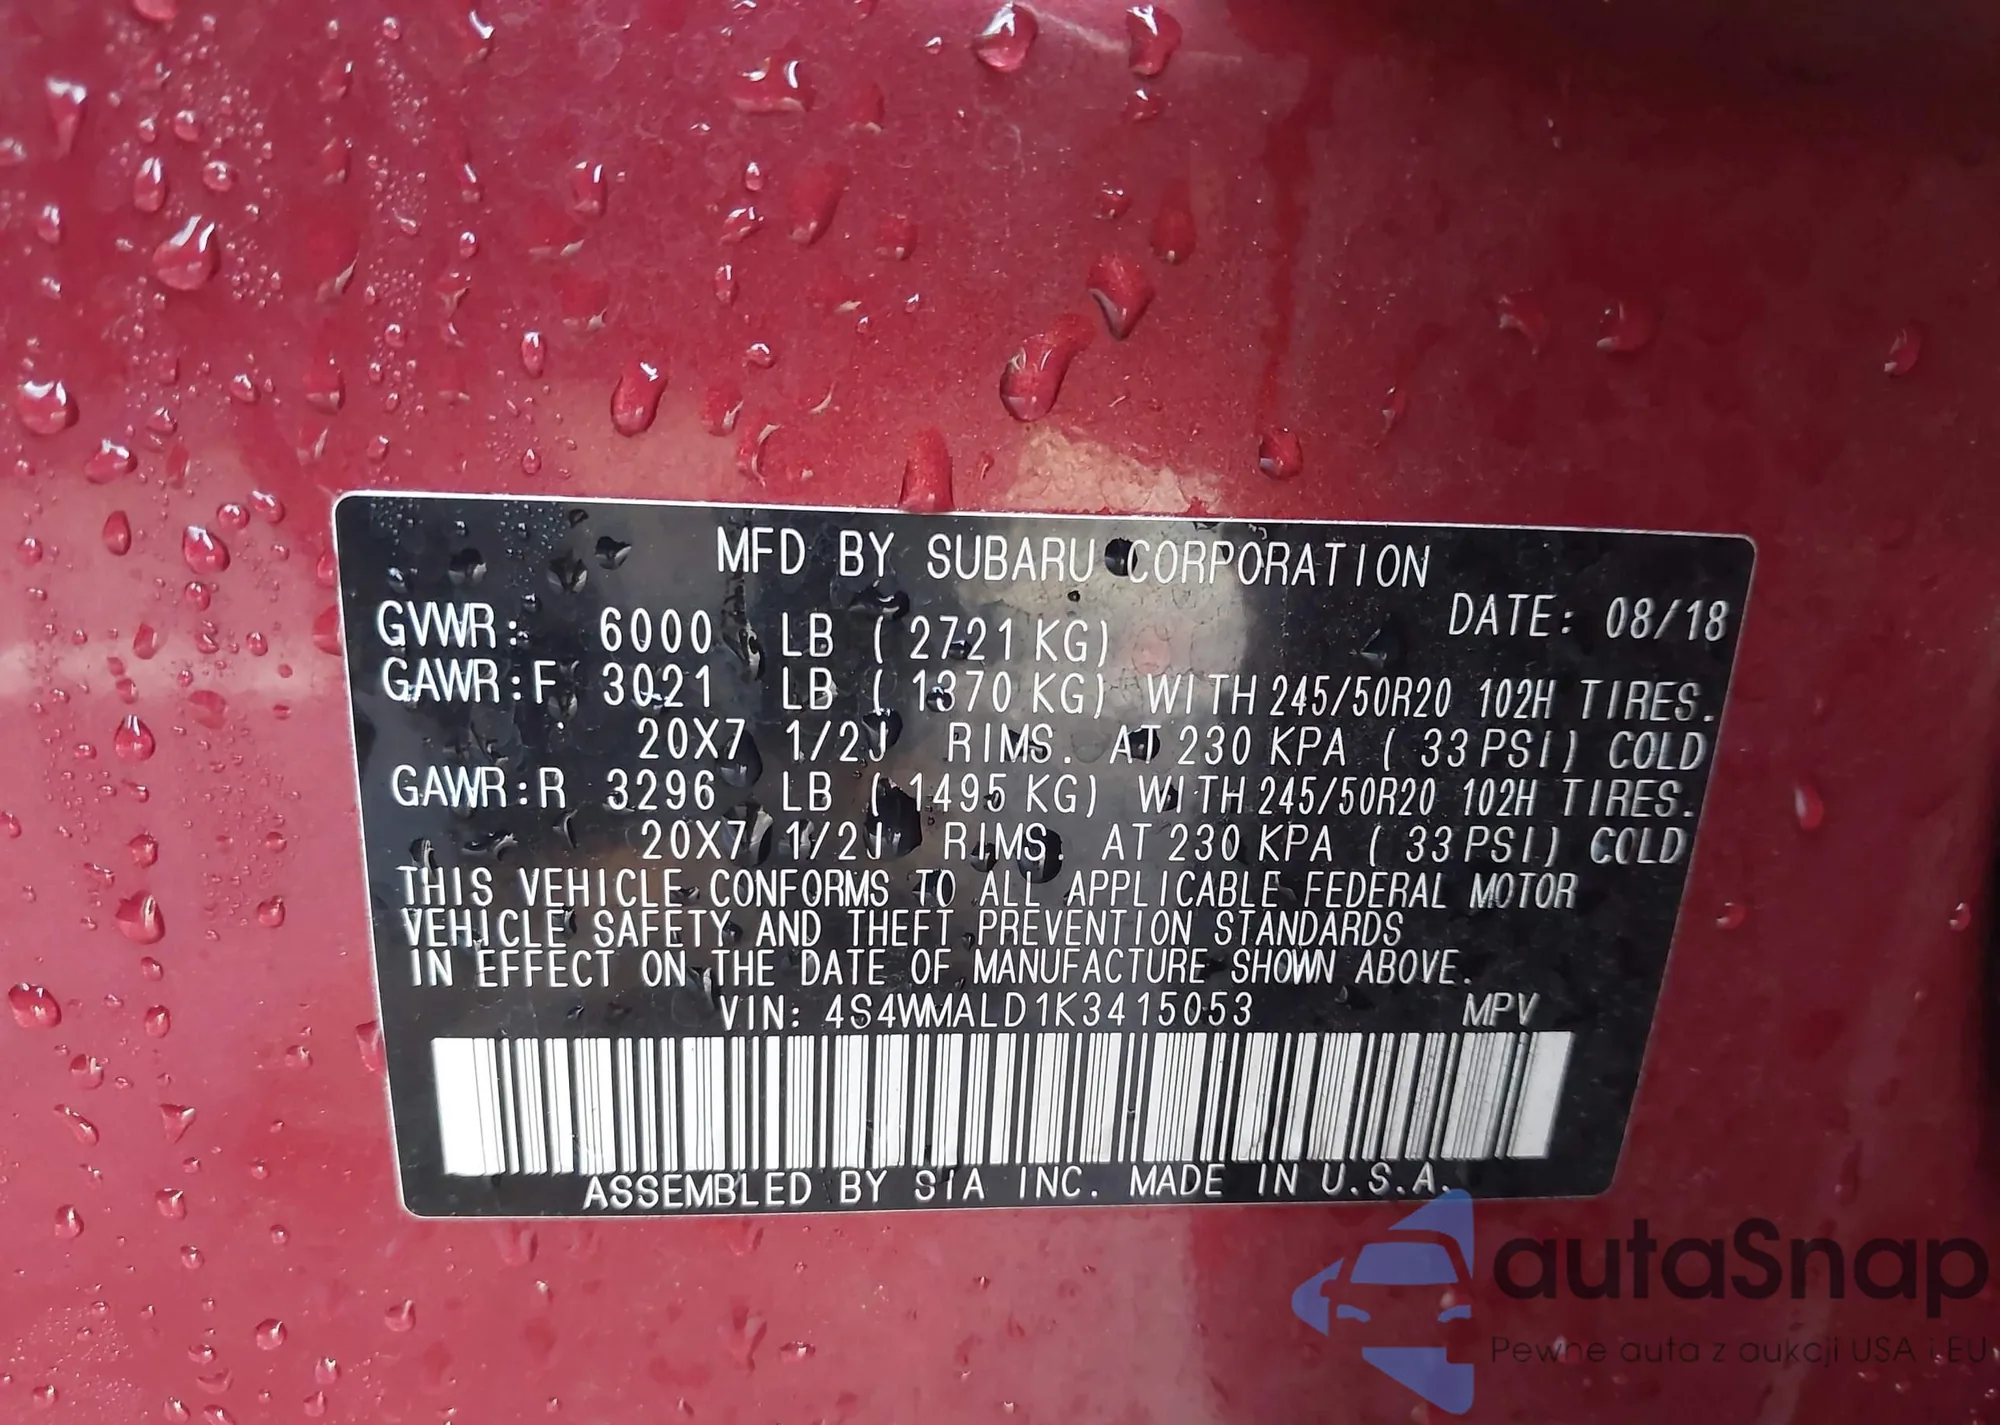 MFD BY SUBARU CORPORATION
DATE: 08/18
GVWR: 6000 LB ( 2721 KG)
GAWR:F 3021 LB ( 1370 KG) WITH 245/50R20 102H TIRES.
20X7 1/2J RIMS. AT 230 KPA ( 33 PSI) COLD
GAWR:R 3296 LB ( 1495 KG) WITH 245/50R20 102H TIRES.
20X7 1/2J RIMS. AT 230 KPA ( 33 PSI) COLD
THIS VEHICLE CONFORMS TO ALL APPLICABLE FEDERAL MOTOR
VEHICLE SAFETY AND THEFT PREVENTION STANDARDS
IN EFFECT ON THE DATE OF MANUFACTURE SHOWN ABOVE.
VIN: 4S4WMALD1K3415053 MPV
ASSEMBLED BY SIA INC. MADE IN U.S.A.
autaSnap
Pewne auta z aukcji USA i EU